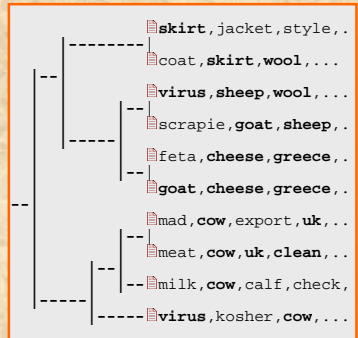 skirt,jacket,style,.
coat,skirt,wool,...
virus,sheep,wool,...
scrapie,goat,sheep,.
feta,cheese,greece,.
goat,cheese,greece,.
mad,cow,export,uk,..
meat,cow,uk,clean,..
milk,cow,calf,check,
virus,kosher,cow,...